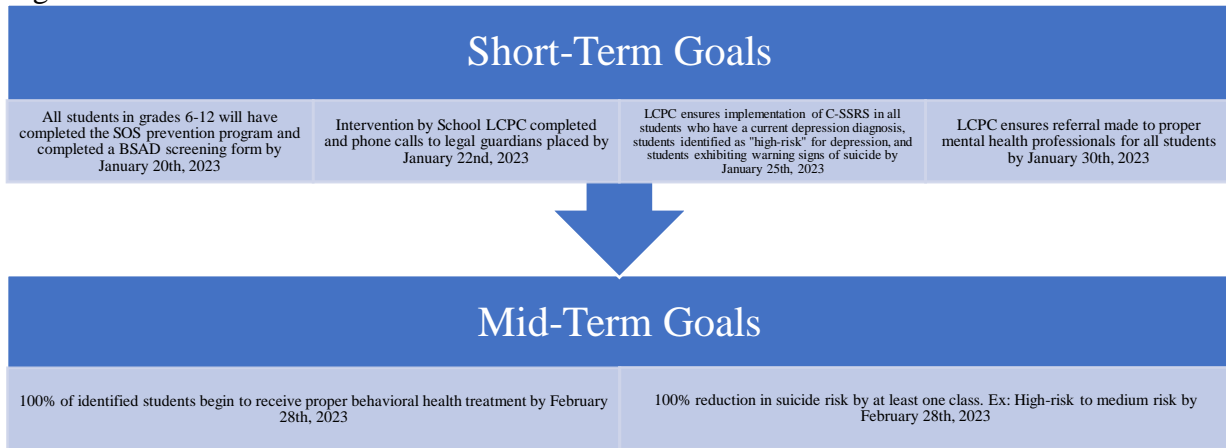 Short-Term Goals
All students in grades 6-12 will have
completed the SOS prevention program and
completed a BSAD screening form by
January 20th, 2023
Intervention by School LCPC completed
and phone calls to legal guardians placed by
January 22nd, 2023
LCPC ensures implementation of C-SSRS in all
students who have a current depression diagnosis,
students identified as "high-risk" for depression, and
students exhibiting warning signs of suicide by
January 25th, 2023
LCPC ensures referral made to proper
mental health professionals for all students
by January 30th, 2023
Mid-Term Goals
100% of identified students begin to receive proper behavioral health treatment by February
28th, 2023
100% reduction in suicide risk by at least one class. Ex: High-risk to medium risk by
February 28th, 2023